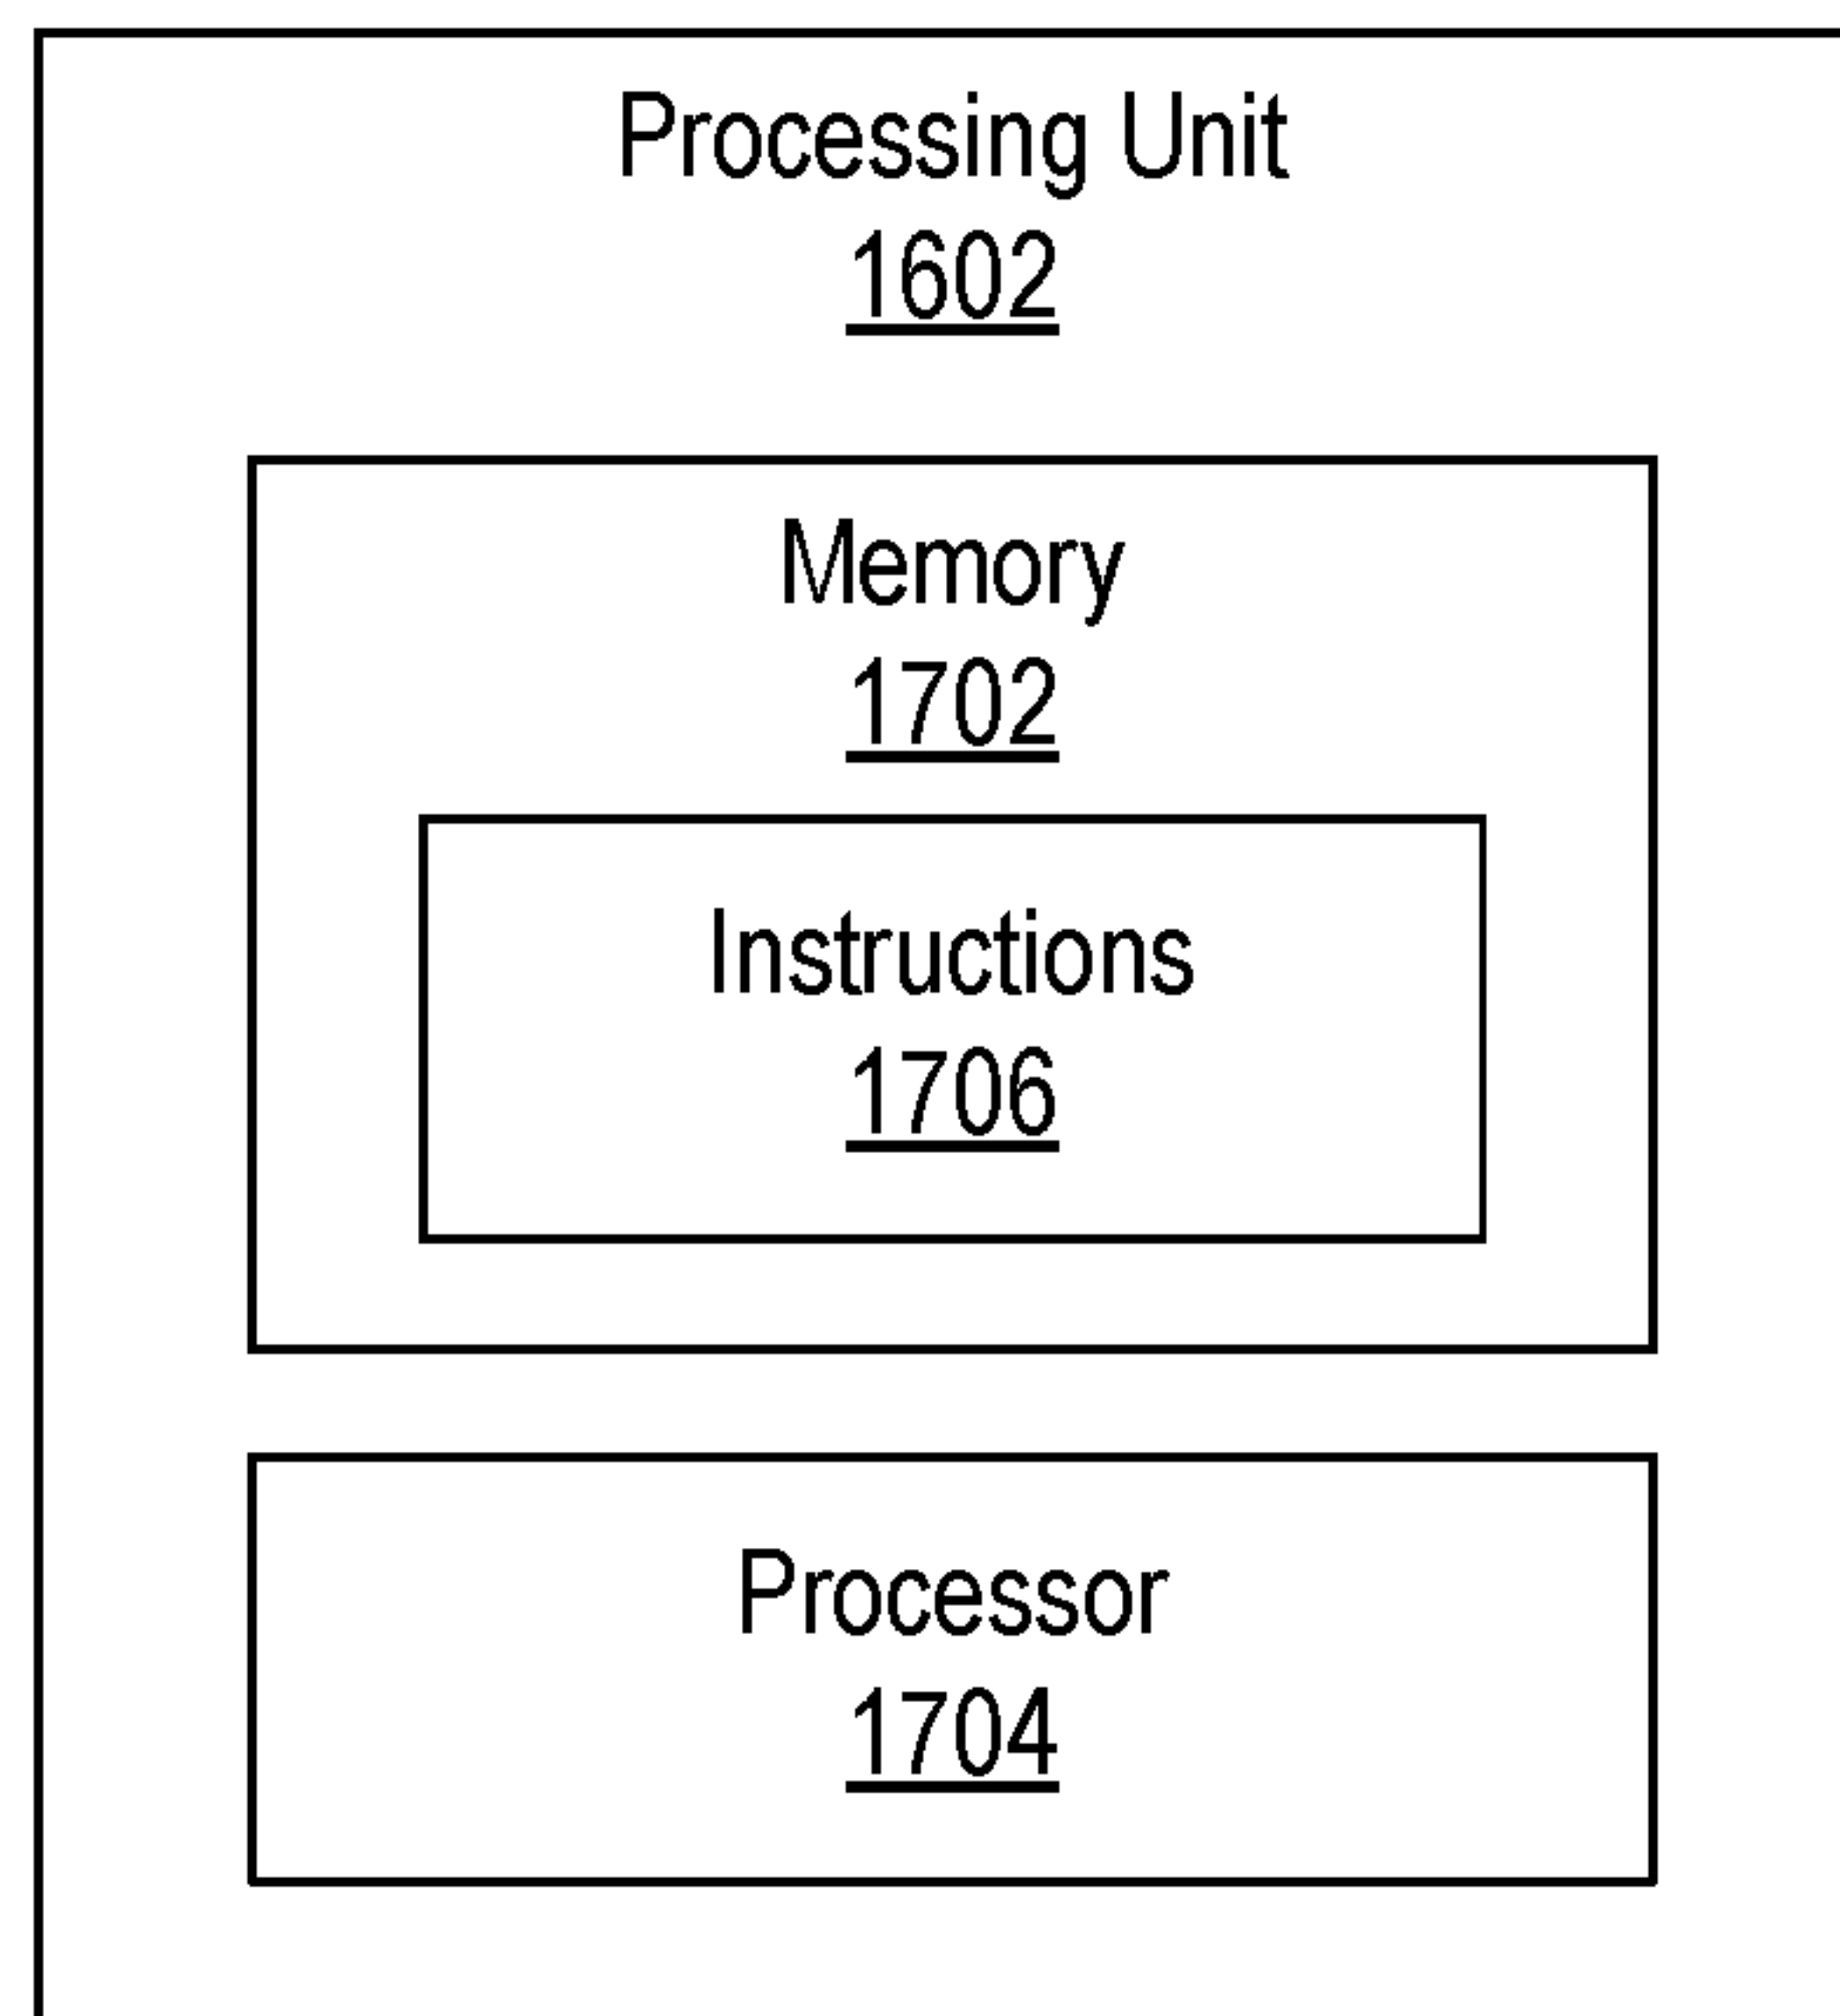 Processing Unit
1602
Memory
1702
Instructions
1706
Processor
1704